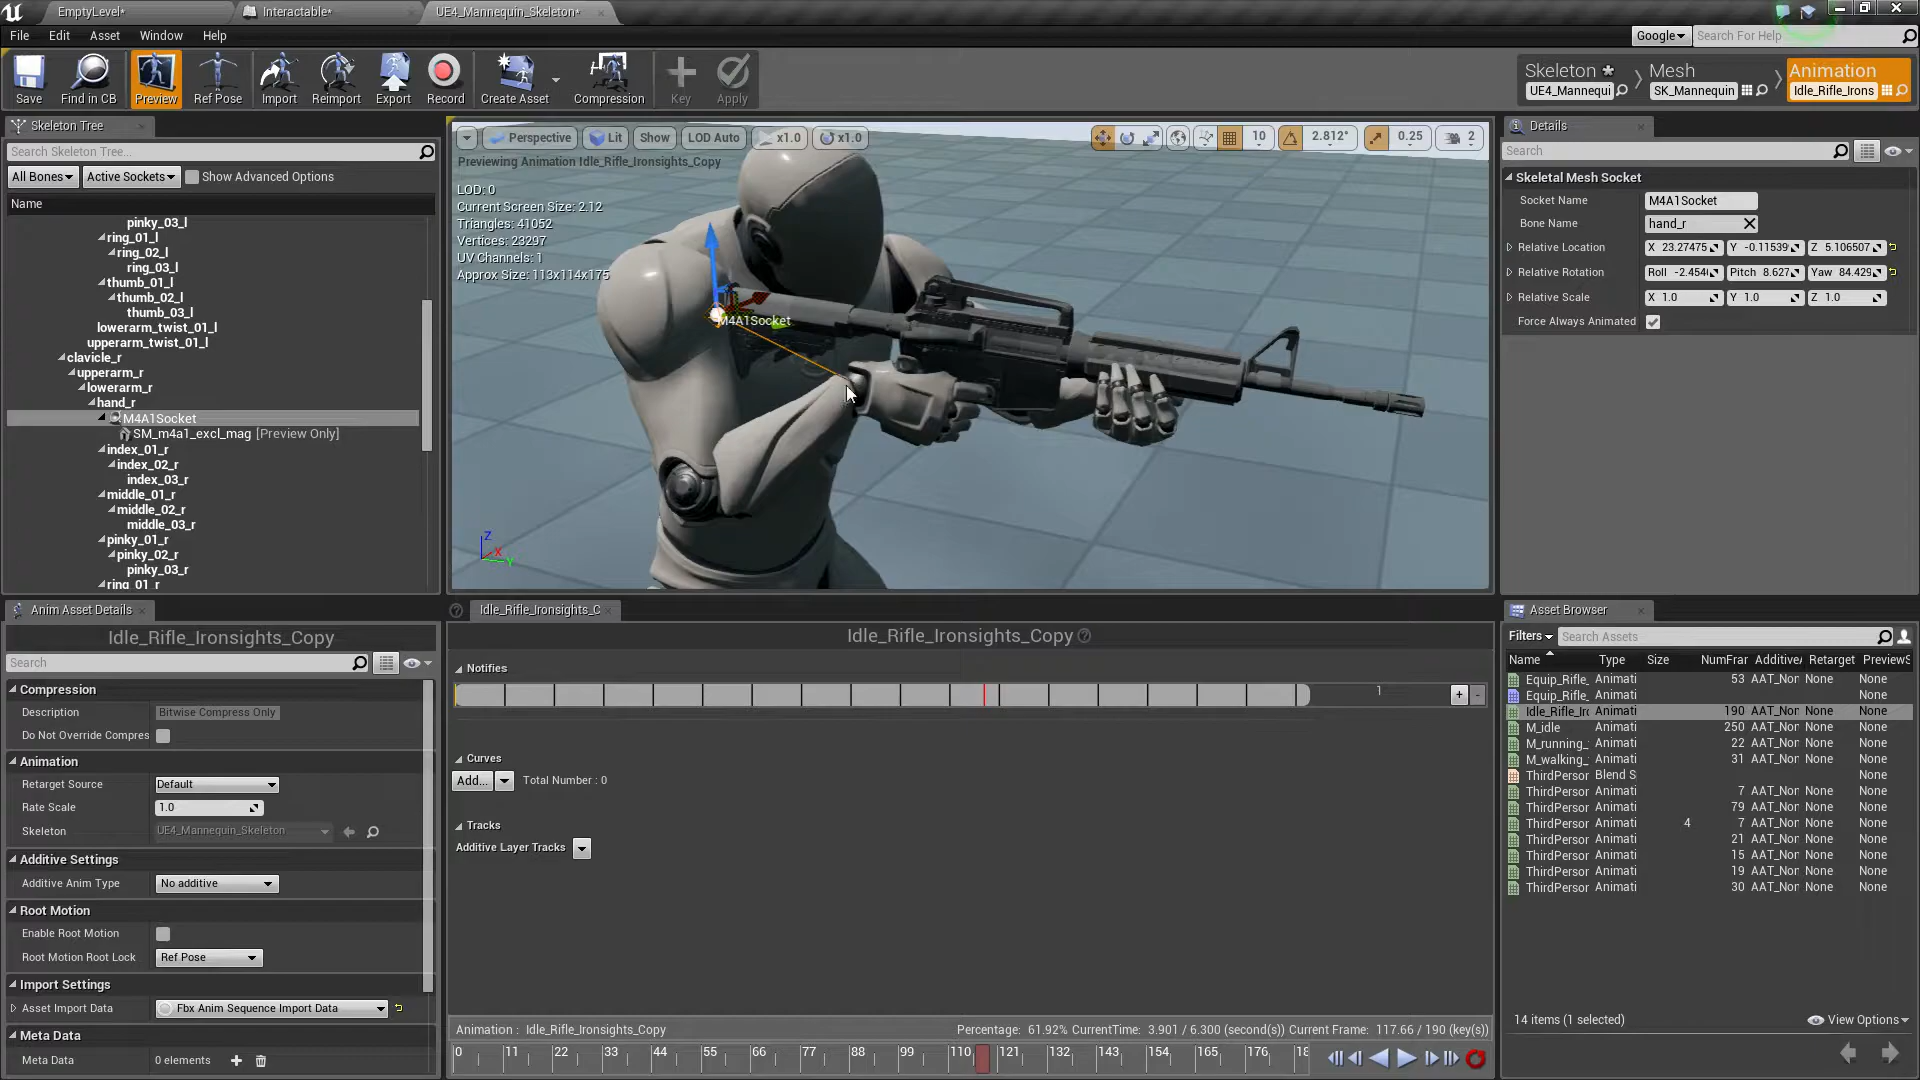 EmptyLevel*
Interactable*
UE4_Mannequin_Skeleton*
File
Edit
Asset
Window
Help
Google
Search For Help
Save
Find in CB
Preview
Ref Pose
Import
Reimport
Export
Record
Create Asset
Compression
Key
Apply
Skeleton *
UE4_Mannequi
Mesh
SK_Mannequin
Animation
Idle_Rifle_Irons
Skeleton Tree
Search Skeleton Tree...
All Bones
Active Sockets
Show Advanced Options
Name
pinky_03_l
ring_01_l
ring_02_l
ring_03_l
thumb_01_l
thumb_02_l
thumb_03_l
lowerarm_twist_01_l
upperarm_twist_01_l
clavicle_r
upperarm_r
lowerarm_r
hand_r
M4A1Socket
SM_m4a1_excl_mag [Preview Only]
index_01_r
index_02_r
index_03_r
middle_01_r
middle_02_r
middle_03_r
pinky_01_r
pinky_02_r
pinky_03_r
ring_01_r
Perspective
Lit
Show
LOD Auto
x1.0
x1.0
10
2.812°
0.25
2
Previewing Animation Idle_Rifle_Ironsights_Copy
LOD: 0
Current Screen Size: 2.12
Triangles: 41052
Vertices: 23297
UV Channels: 1
Approx Size: 113x114x175
M4A1Socket
Z
X
Y
Details
Search
Skeletal Mesh Socket
Socket Name M4A1Socket
Bone Name hand_r
Relative Location X 23.27475 Y -0.11539 Z 5.106507
Relative Rotation Roll -2.454 Pitch 8.627 Yaw 84.429
Relative Scale X 1.0 Y 1.0 Z 1.0
Force Always Animated
Anim Asset Details
Idle_Rifle_Ironsights_Copy
Search
Compression
Description Bitwise Compress Only
Do Not Override Compres
Animation
Retarget Source Default
Rate Scale 1.0
Skeleton UE4_Mannequin_Skeleton
Additive Settings
Additive Anim Type No additive
Root Motion
Enable Root Motion
Root Motion Root Lock Ref Pose
Import Settings
Asset Import Data Fbx Anim Sequence Import Data
Meta Data
Meta Data 0 elements
Idle_Rifle_Ironsights_C
Idle_Rifle_Ironsights_Copy
Notifies
1
+ -
Curves
Add... Total Number : 0
Tracks
Additive Layer Tracks
Animation : Idle_Rifle_Ironsights_Copy
Percentage: 61.92% CurrentTime: 3.901 / 6.300 (second(s)) Current Frame: 117.66 / 190 (key(s))
0 11 22 33 44 55 66 77 88 99 110 121 132 143 154 165 176 18
Asset Browser
Filters Search Assets
Name Type Size NumFrar Additive Retarget PreviewS
Equip_Rifle_ Animati 53 AAT_Nor None None
Equip_Rifle_ Animati None
Idle_Rifle_Irc Animati 190 AAT_Nor None None
M_idle Animati 250 AAT_Nor None None
M_running_ Animati 22 AAT_Nor None None
M_walking_ Animati 31 AAT_Nor None None
ThirdPerson Blend S None
ThirdPerson Animati 7 AAT_Nor None None
ThirdPerson Animati 79 AAT_Nor None None
ThirdPerson Animati 4 7 AAT_Nor None None
ThirdPerson Animati 21 AAT_Nor None None
ThirdPerson Animati 15 AAT_Nor None None
ThirdPerson Animati 19 AAT_Nor None None
ThirdPerson Animati 30 AAT_Nor None None
14 items (1 selected)
View Options